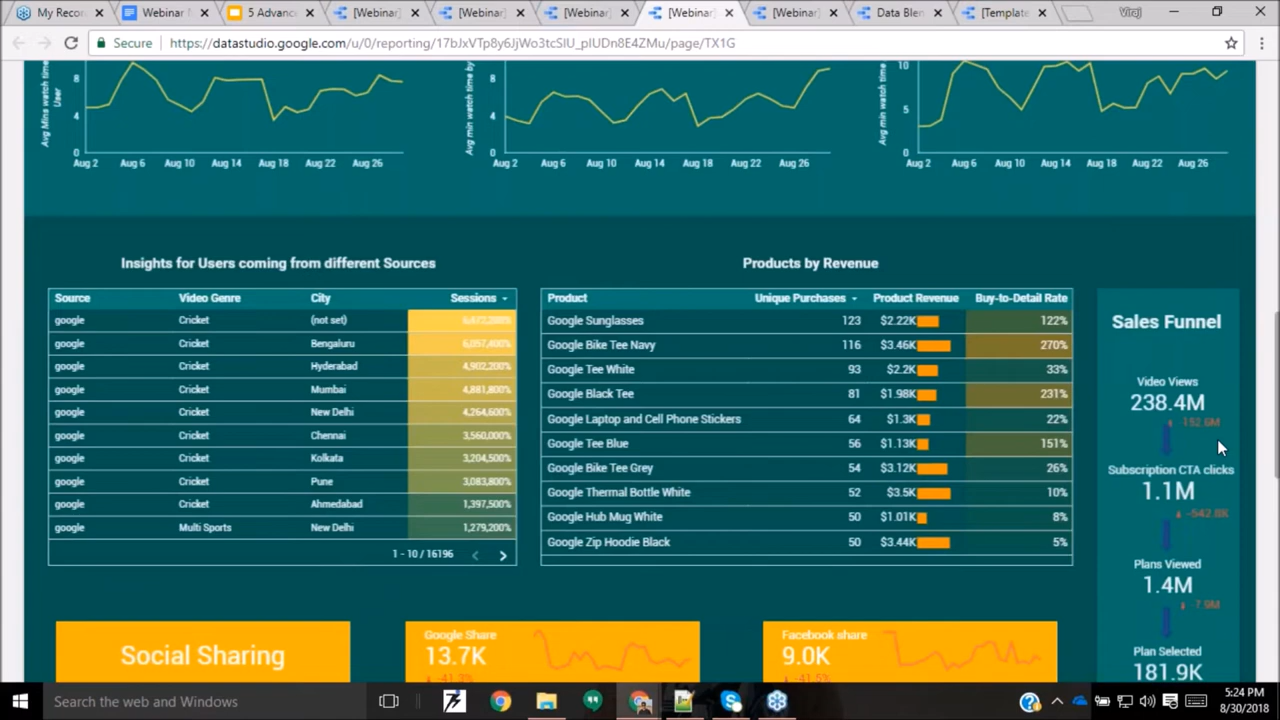 My Reco
Webinar M
5 Advanc
[Webinar]
[Webinar]
[Webinar]
[Webinar]
[Webinar]
Data Blen
[Template
Viraj
Secure
https://datastudio.google.com/u/0/reporting/17bJxVTp8y6JjWo3tcSIU_pIUDn8E4ZMu/page/TX1G
Avg Mins watch time
User
8
4
0
Aug 2 Aug 6 Aug 10 Aug 14 Aug 18 Aug 22 Aug 26
Avg min watch time by
8
4
0
Aug 2 Aug 6 Aug 10 Aug 14 Aug 18 Aug 22 Aug 26
Avg min watch time
10
5
0
Aug 2 Aug 6 Aug 10 Aug 14 Aug 18 Aug 22 Aug 26
Insights for Users coming from different Sources
Source Video Genre City Sessions
google Cricket (not set)
google Cricket Bengaluru 6,057,400%
google Cricket Hyderabad 4,902,200%
google Cricket Mumbai 4,881,800%
google Cricket New Delhi 4,264,600%
google Cricket Chennai 3,560,000%
google Cricket Kolkata 3,204,500%
google Cricket Pune 3,083,800%
google Cricket Ahmedabad 1,397,500%
google Multi Sports New Delhi 1,279,200%
1 - 10 / 16196
Products by Revenue
Product Unique Purchases Product Revenue Buy-to-Detail Rate
Google Sunglasses 123 $2.22K 122%
Google Bike Tee Navy 116 $3.46K 270%
Google Tee White 93 $2.2K 33%
Google Black Tee 81 $1.98K 231%
Google Laptop and Cell Phone Stickers 64 $1.3K 22%
Google Tee Blue 56 $1.13K 151%
Google Bike Tee Grey 54 $3.12K 26%
Google Thermal Bottle White 52 $3.5K 10%
Google Hub Mug White 50 $1.01K 8%
Google Zip Hoodie Black 50 $3.44K 5%
Sales Funnel
Video Views
238.4M
-152.6M
Subscription CTA clicks
1.1M
-542.8K
Plans Viewed
1.4M
-7.9M
Plan Selected
181.9K
Social Sharing
Google Share
13.7K
-41.3%
Facebook share
9.0K
-41.5%
Search the web and Windows
5:24 PM
8/30/2018